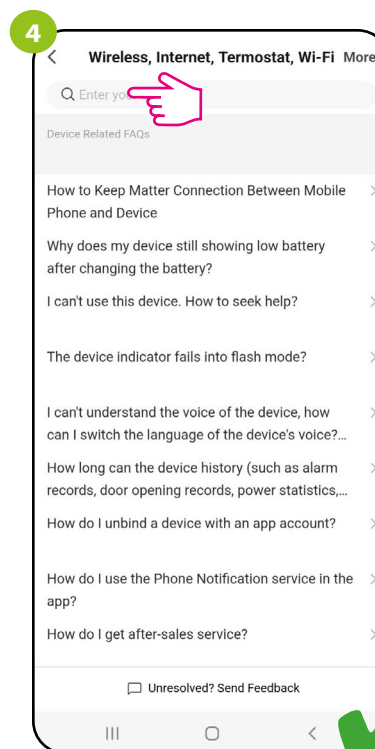 4
Wireless, Internet, Termostat, Wi-Fi More
Enter yo
Device Related FAQs
How to Keep Matter Connection Between Mobile
Phone and Device
Why does my device still showing low battery
after changing the battery?
I can't use this device. How to seek help?
The device indicator fails into flash mode?
I can't understand the voice of the device, how
can I switch the language of the device's voice?...
How long can the device history (such as alarm
records, door opening records, power statistics,...
How do I unbind a device with an app account?
How do I use the Phone Notification service in the
app?
How do I get after-sales service?
Unresolved? Send Feedback